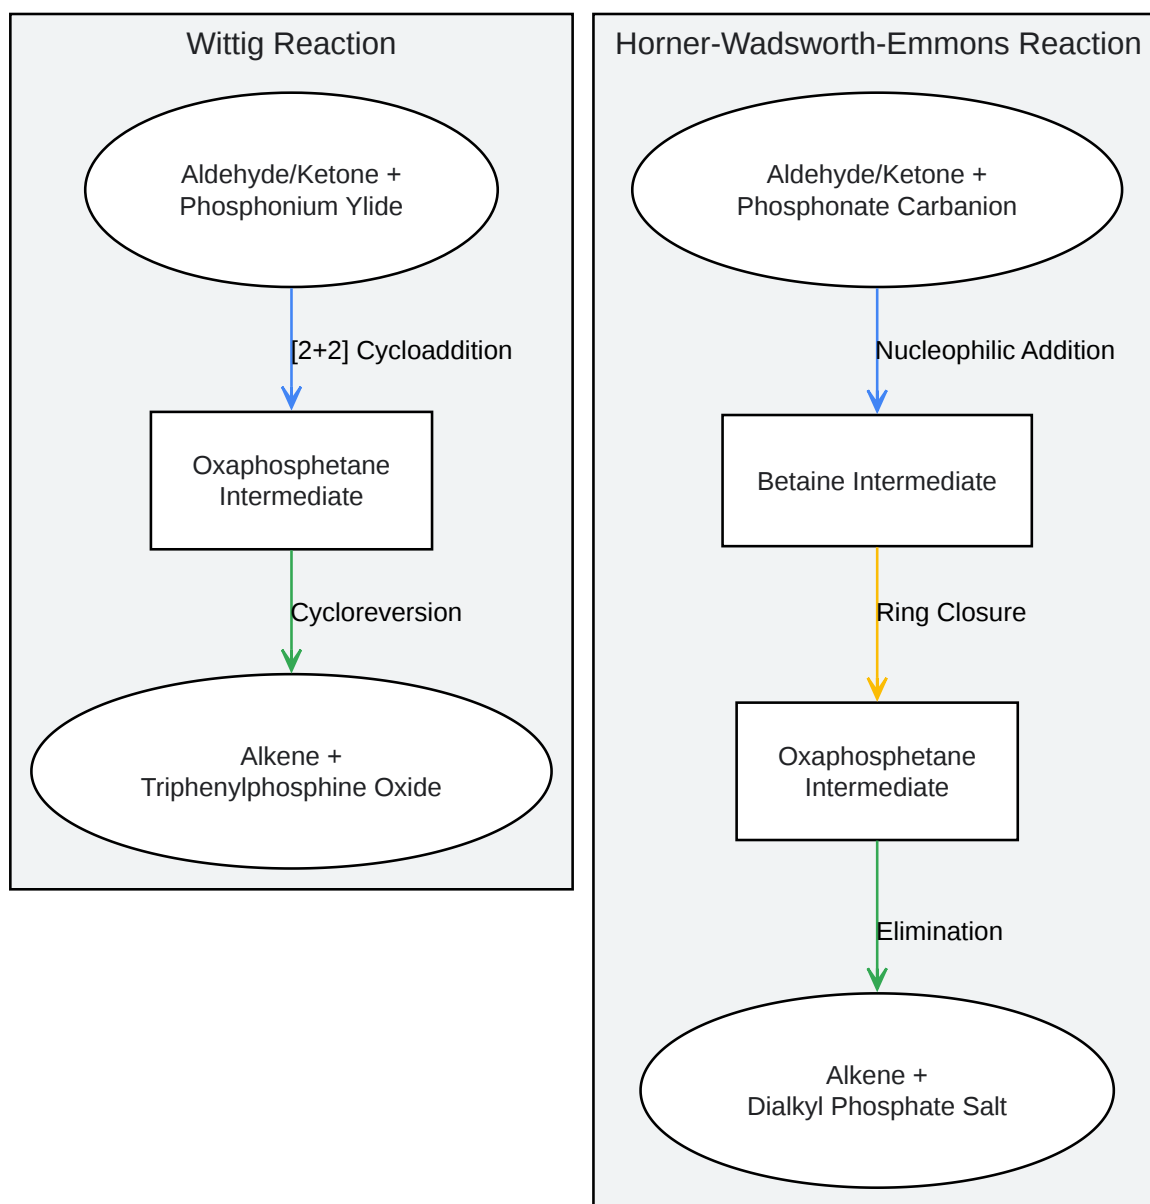 Wittig Reaction
Aldehyde/Ketone +
Phosphonium Ylide
[2+2] Cycloaddition
Oxaphosphetane
Intermediate
Cycloreversion
Alkene +
Triphenylphosphine Oxide
Horner-Wadsworth-Emmons Reaction
Aldehyde/Ketone +
Phosphonate Carbanion
Nucleophilic Addition
Betaine Intermediate
Ring Closure
Oxaphosphetane
Intermediate
Elimination
Alkene +
Dialkyl Phosphate Salt